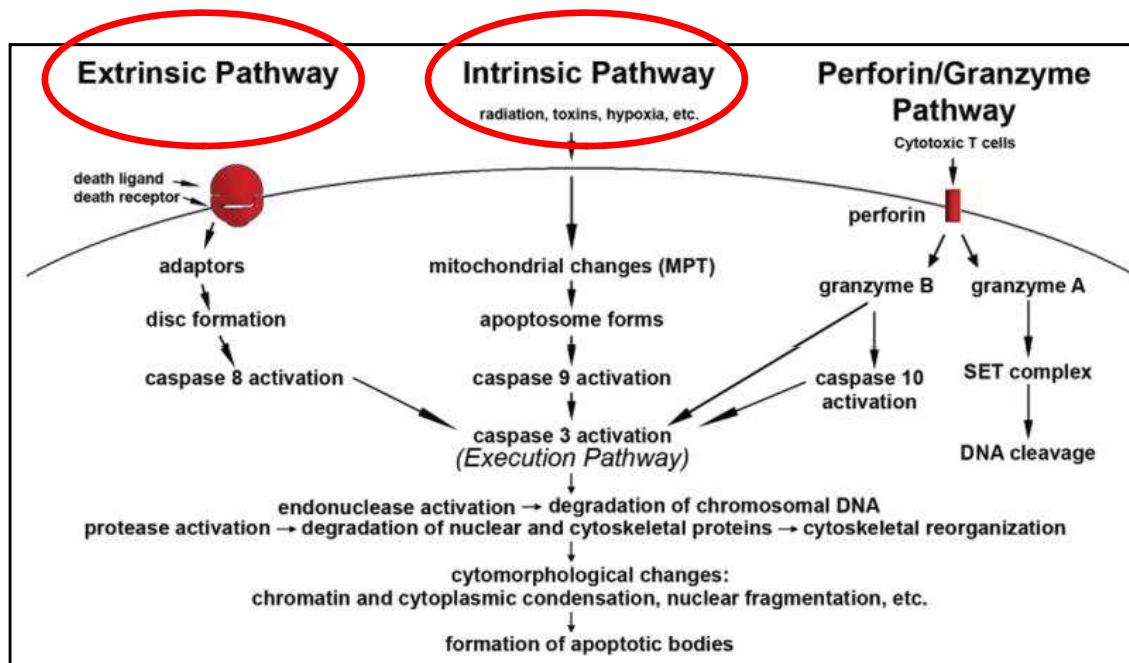 Extrinsic Pathway
Intrinsic Pathway
radiation, toxins, hypoxia, etc.
Perforin/Granzyme
Pathway
Cytotoxic T cells
death ligand
death receptor
perforin
adaptors
mitochondrial changes (MPT)
granzyme B
granzyme A
disc formation
apoptosome forms
caspase 8 activation
caspase 9 activation
caspase 10
activation
SET complex
caspase 3 activation
(Execution Pathway)
DNA cleavage
endonuclease activation → degradation of chromosomal DNA
protease activation → degradation of nuclear and cytoskeletal proteins → cytoskeletal reorganization
cytomorphological changes:
chromatin and cytoplasmic condensation, nuclear fragmentation, etc.
formation of apoptotic bodies